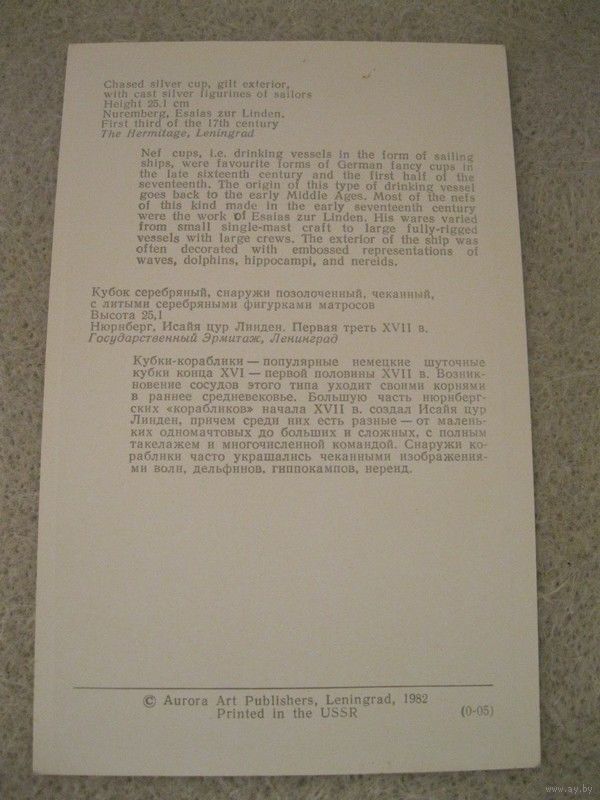 Chased silver cup, gilt exterior,
with cast silver figurines of sailors
Height 25.1 cm
Nuremberg, Esaias zur Linden.
First third of the 17th century
The Hermitage, Leningrad
Nef cups, i.e. drinking vessels in the form of sailing
ships, were favourite forms of German fancy cups in
the late sixteenth century and the first half of the
seventeenth. The origin of this type of drinking vessel
goes back to the early Middle Ages. Most of the nefs
of this kind made in the early seventeenth century
were the work of Esaias zur Linden. His wares varied
from small single-mast craft to large fully-rigged
vessels with large crews. The exterior of the ship was
often decorated with embossed representations of
waves, dolphins, hippocampi, and nereids.
Кубок серебряный, снаружи позолоченный, чеканный,
с литыми серебряными фигурками матросов
Высота 25,1
Нюрнберг, Исайя цур Линден. Первая треть XVII в.
Государственный Эрмитаж, Ленинград
Кубки-кораблики — популярные немецкие шуточные
кубки конца XVI — первой половины XVII в. Возник-
новение сосудов этого типа уходит своими корнями
в раннее средневековье. Большую часть нюрнберг-
ских «корабликов» начала XVII в. создал Исайя цур
Линден, причем среди них есть разные — от малень-
ких одномачтовых до больших и сложных, с полным
такелажем и многочисленной командой. Снаружи ко-
раблики часто украшались чеканными изображения-
ми волн, дельфинов, гиппокампов, нереид.
© Aurora Art Publishers, Leningrad, 1982
Printed in the USSR
(0-05)
www.ay.by